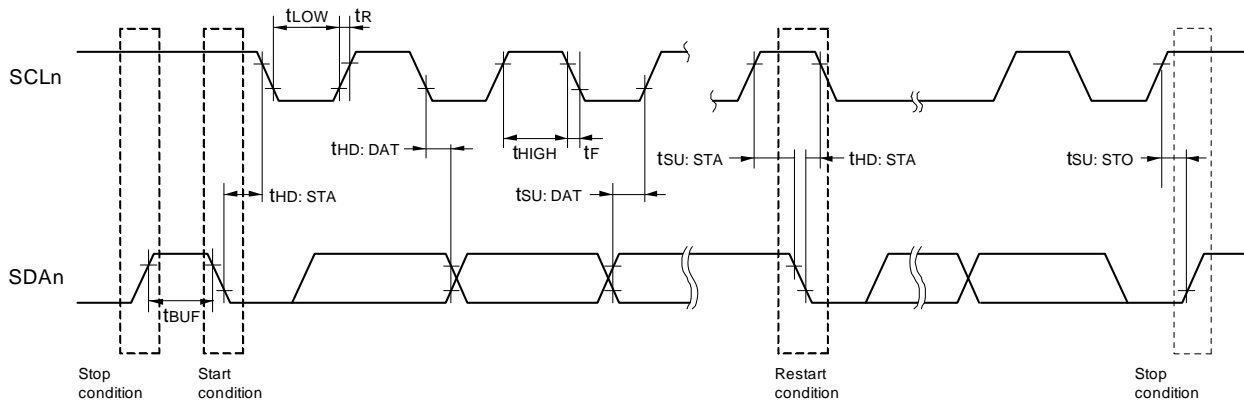 tLOW tR
SCLn
tHD: DAT tHIGH tF tSU: STA tHD: STA tSU: STO
tHD: STA tSU: DAT
SDAn
tBUF
Stop condition
Start condition
Restart condition
Stop condition